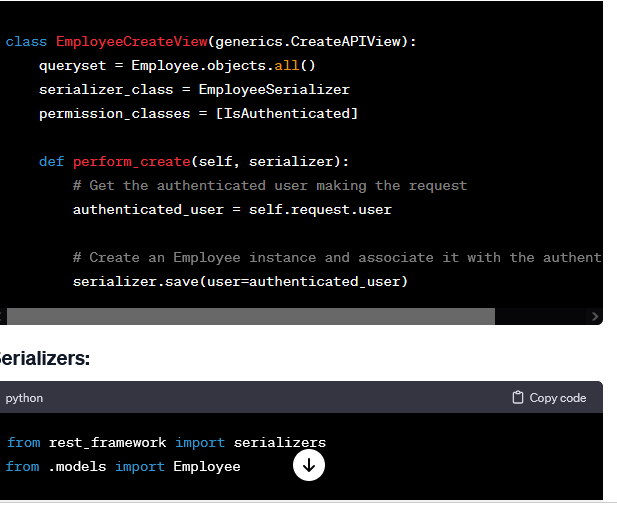 class EmployeeCreateView(generics.CreateAPIView):
    queryset = Employee.objects.all()
    serializer_class = EmployeeSerializer
    permission_classes = [IsAuthenticated]
    def perform_create(self, serializer):
        # Get the authenticated user making the request
        authenticated_user = self.request.user
        # Create an Employee instance and associate it with the authent
        serializer.save(user=authenticated_user)
erializers:
python
Copy code
from rest_framework import serializers
from .models import Employee